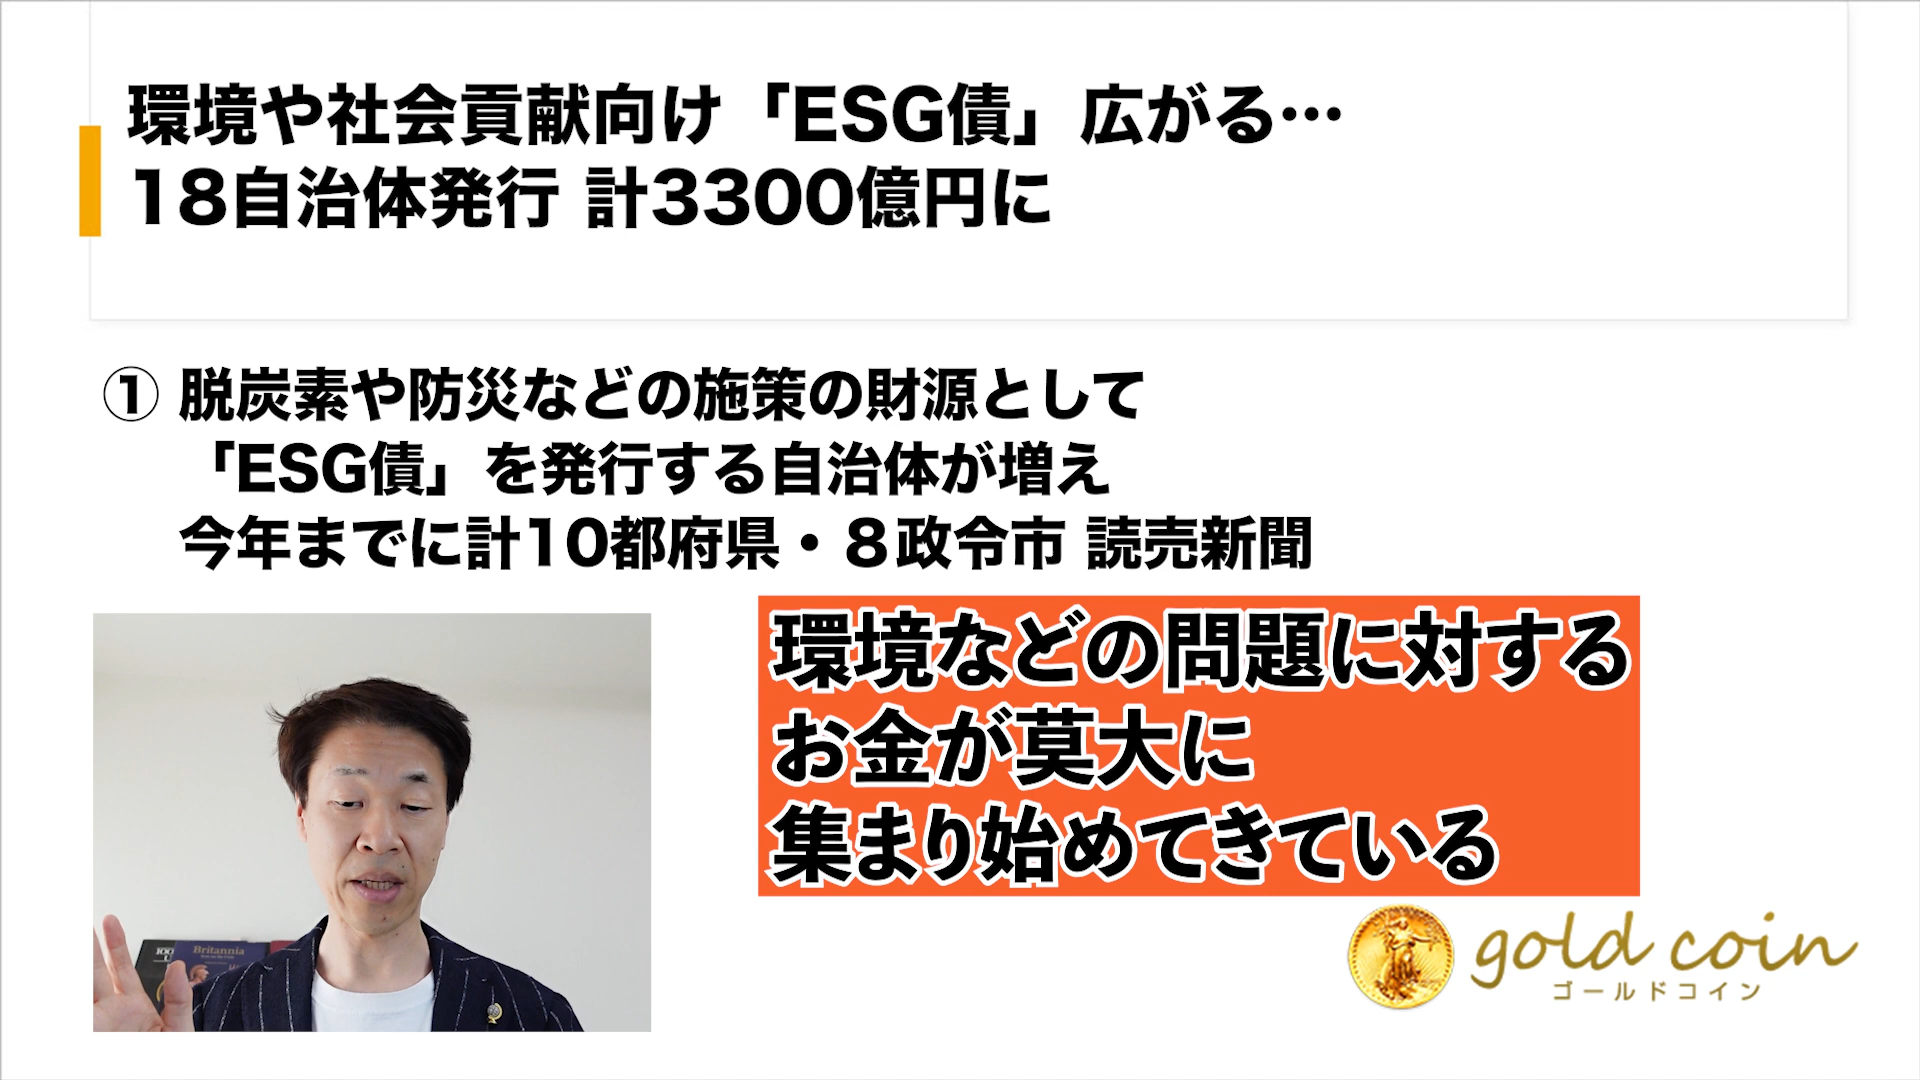 環境や社会貢献向け「ESG債」広がる…
18自治体発行 計3300億円に
① 脱炭素や防災などの施策の財源として
「ESG債」を発行する自治体が増え
今年までに計10都府県・８政令市 読売新聞
環境などの問題に対する
お金が莫大に
集まり始めてきている
Britannia
gold coin
ゴールドコイン